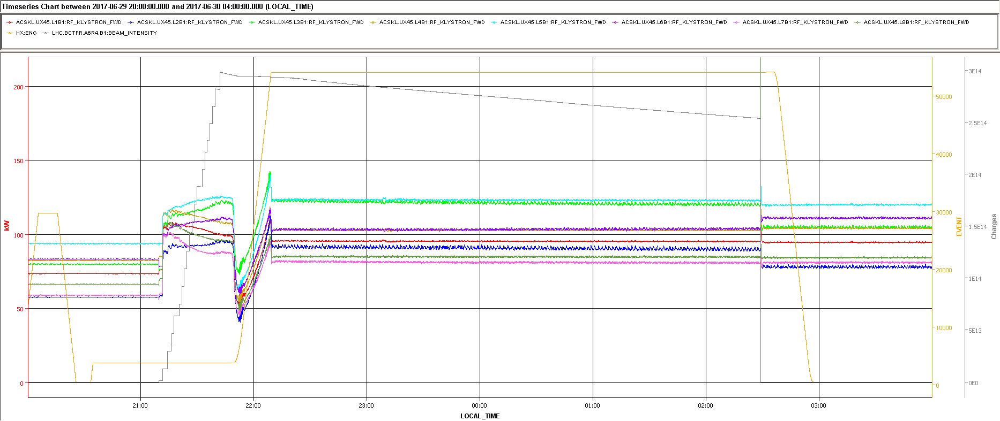 Timeseries Chart between 2017-06-29 20:00:00.000 and 2017-06-30 04:00:00.000 (LOCAL_TIME)
ACSKL.UX45.L1B1:RF_KLYSTRON_FWD ACSKL.UX45.L2B1:RF_KLYSTRON_FWD ACSKL.UX45.L3B1:RF_KLYSTRON_FWD ACSKL.UX45.L4B1:RF_KLYSTRON_FWD ACSKL.UX45.L5B1:RF_KLYSTRON_FWD ACSKL.UX45.L6B1:RF_KLYSTRON_FWD ACSKL.UX45.L7B1:RF_KLYSTRON_FWD ACSKL.UX45.L8B1:RF_KLYSTRON_FWD
HX:ENG LHC.BCTFR.A6R4.B1:BEAM_INTENSITY
200
150
100
50
0
KW
50000
40000
30000
20000
10000
0
EVENT
3E14
2.5E14
2E14
1.5E14
1E14
5E13
0E0
Charges
21:00 22:00 23:00 00:00 01:00 02:00 03:00
LOCAL_TIME